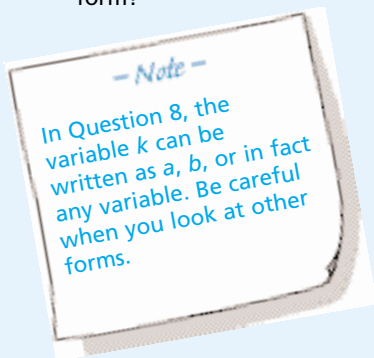 form?
– Note –
In Question 8, the
variable k can be
written as a, b, or in fact
any variable. Be careful
when you look at other
forms.